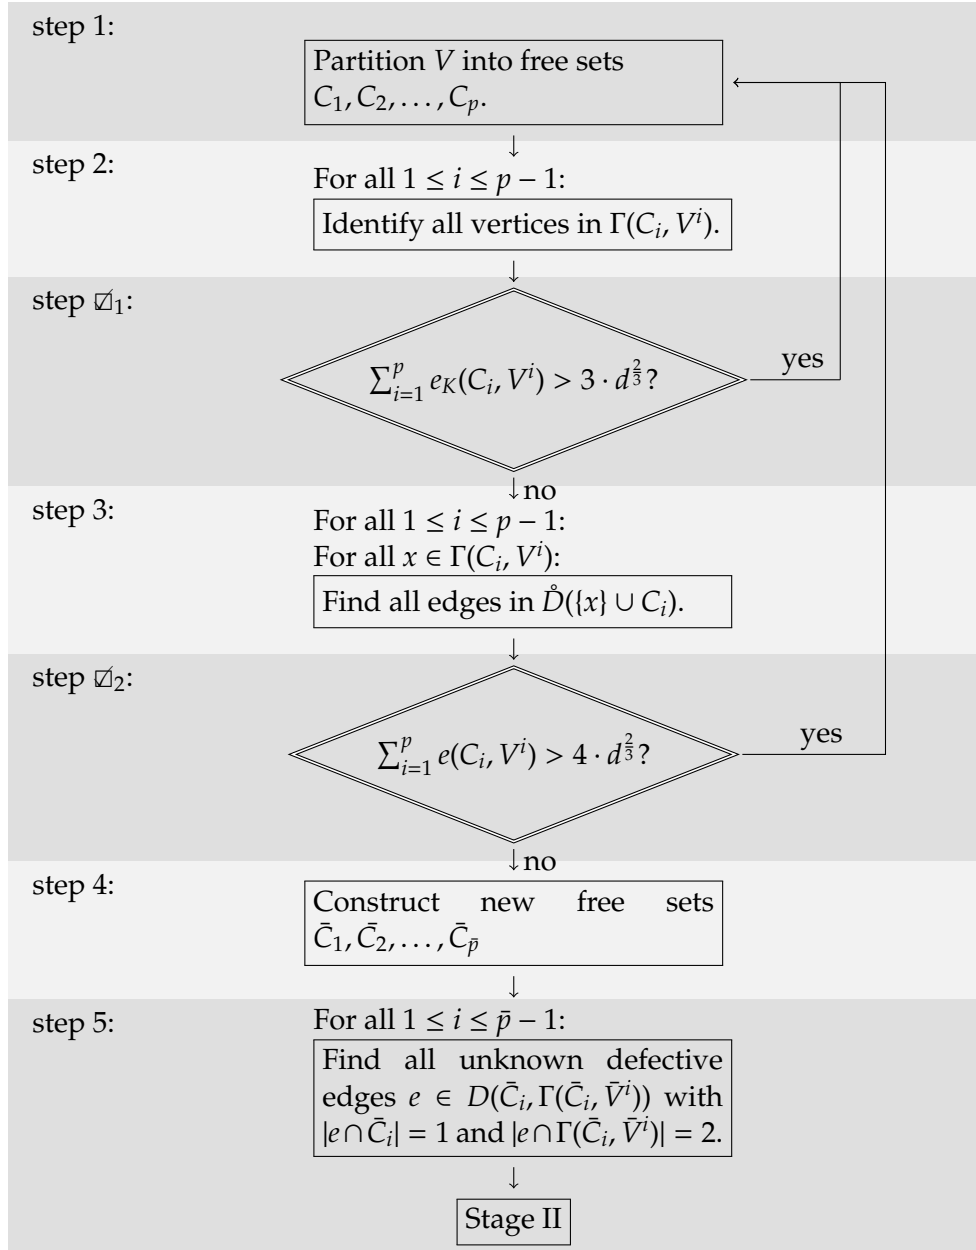 step 1:
Partition V into free sets
C₁, C₂, . . . , Cₚ.
step 2:
For all 1 ≤ i ≤ p − 1:
Identify all vertices in Γ(Cᵢ, Vⁱ).
step ☑₁:
∑ᵖᵢ₌₁ e_K(Cᵢ, Vⁱ) > 3 · d^{2/3}?
yes
no
step 3:
For all 1 ≤ i ≤ p − 1:
For all x ∈ Γ(Cᵢ, Vⁱ):
Find all edges in D̊({x} ∪ Cᵢ).
step ☑₂:
∑ᵖᵢ₌₁ e(Cᵢ, Vⁱ) > 4 · d^{2/3}?
yes
no
step 4:
Construct new free sets
C̄₁, C̄₂, . . . , C̄_p̄
step 5:
For all 1 ≤ i ≤ p̄ − 1:
Find all unknown defective
edges e ∈ D(C̄ᵢ, Γ(C̄ᵢ, V̄ⁱ)) with
|e ∩ C̄ᵢ| = 1 and |e ∩ Γ(C̄ᵢ, V̄ⁱ)| = 2.
Stage II